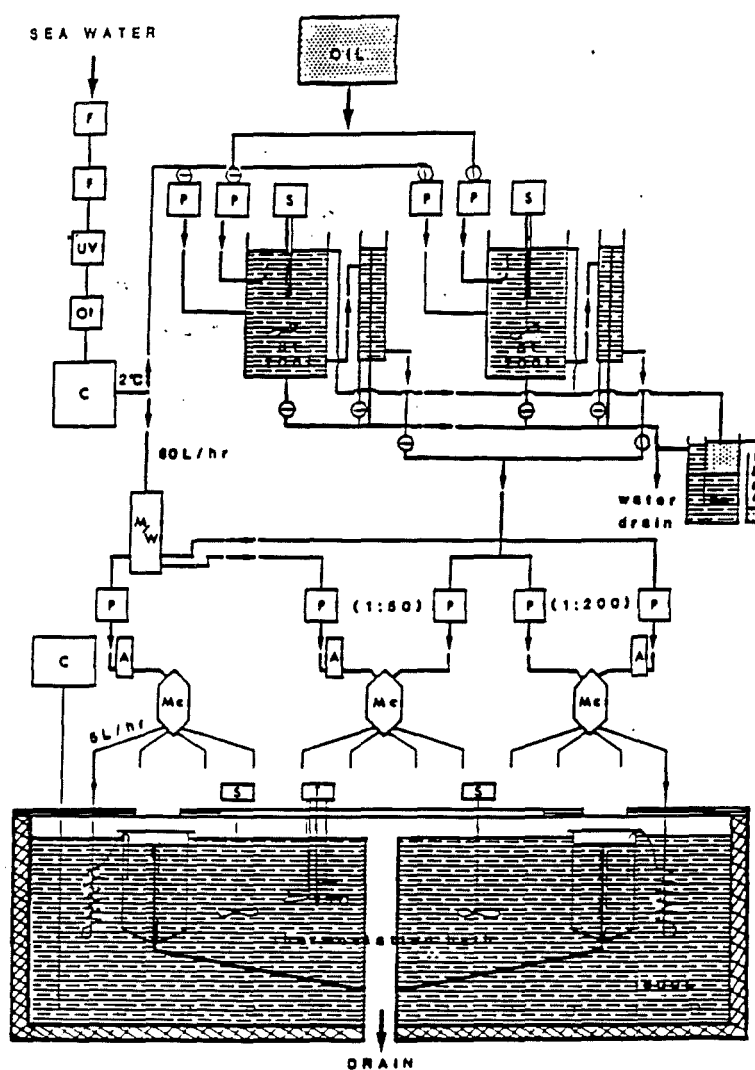 SEA WATER
OIL
F
F
UV
C
2°C
60L/hr
P
P
S
P
P
S
M/W
water
drain
P
P
(1:50)
P
P
(1:200)
P
C
A
A
A
Mc
Mc
Mc
5L/hr
S
T
S
DRAIN